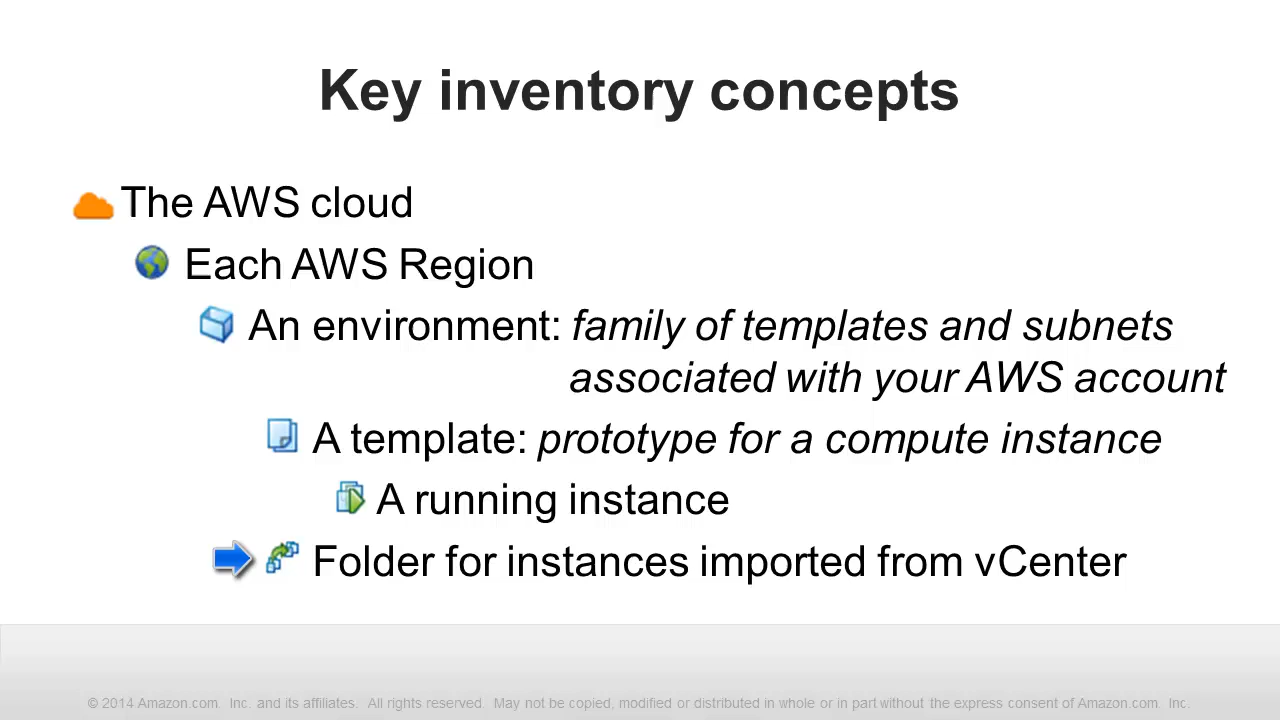 Key inventory concepts
The AWS cloud
Each AWS Region
An environment: family of templates and subnets
associated with your AWS account
A template: prototype for a compute instance
A running instance
Folder for instances imported from vCenter
© 2014 Amazon.com. Inc. and its affiliates. All rights reserved. May not be copied, modified or distributed in whole or in part without the express consent of Amazon.com. Inc.